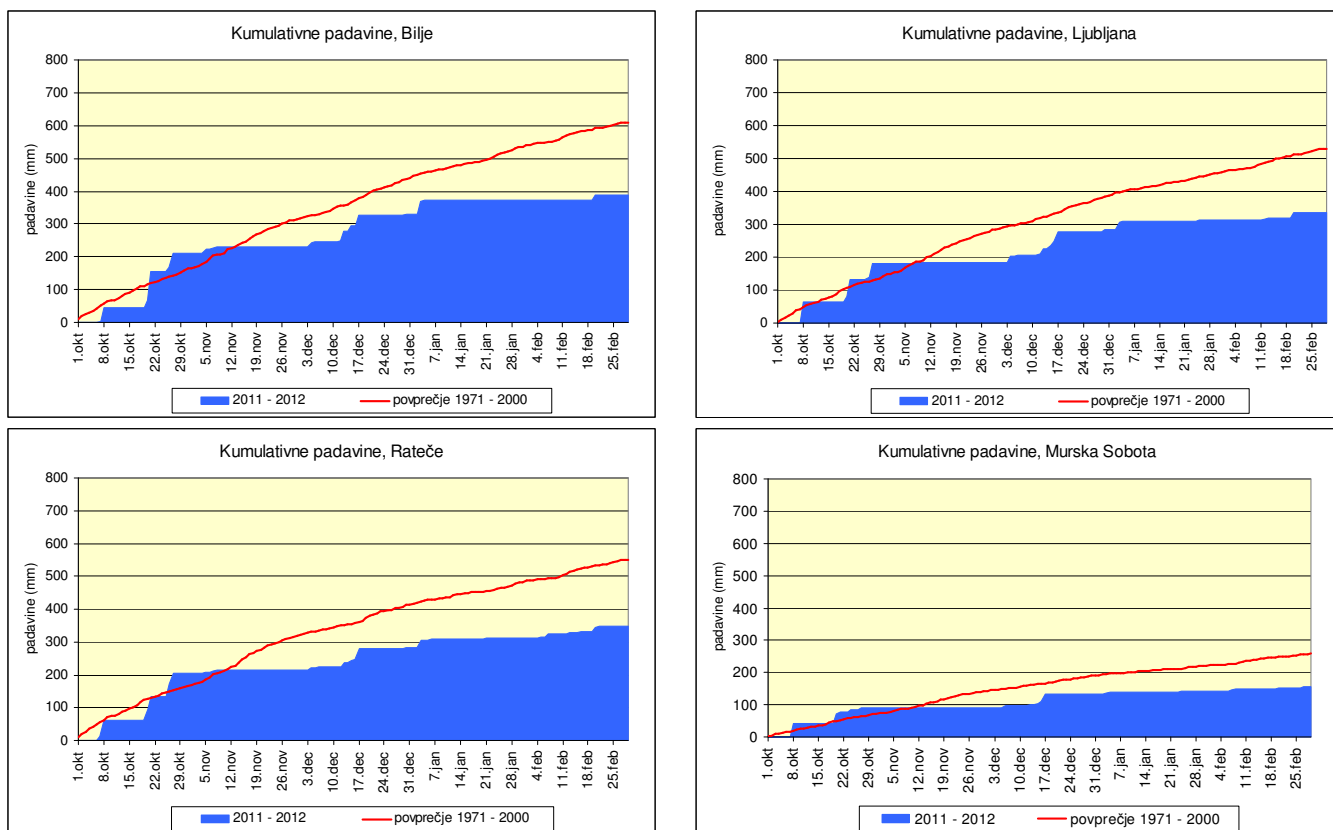 Kumulativne padavine, Bilje
padavine (mm)
800
700
600
500
400
300
200
100
0
1.okt
8.okt
15.okt
22.okt
29.okt
5.nov
12.nov
19.nov
26.nov
3.dec
10.dec
17.dec
24.dec
31.dec
7.jan
14.jan
21.jan
28.jan
4.feb
11.feb
18.feb
25.feb
2011 - 2012
povprečje 1971 - 2000
Kumulativne padavine, Ljubljana
padavine (mm)
800
700
600
500
400
300
200
100
0
1.okt
8.okt
15.okt
22.okt
29.okt
5.nov
12.nov
19.nov
26.nov
3.dec
10.dec
17.dec
24.dec
31.dec
7.jan
14.jan
21.jan
28.jan
4.feb
11.feb
18.feb
25.feb
2011 - 2012
povprečje 1971 - 2000
Kumulativne padavine, Rateče
padavine (mm)
800
700
600
500
400
300
200
100
0
1.okt
8.okt
15.okt
22.okt
29.okt
5.nov
12.nov
19.nov
26.nov
3.dec
10.dec
17.dec
24.dec
31.dec
7.jan
14.jan
21.jan
28.jan
4.feb
11.feb
18.feb
25.feb
2011 - 2012
povprečje 1971 - 2000
Kumulativne padavine, Murska Sobota
padavine (mm)
800
700
600
500
400
300
200
100
0
1.okt
8.okt
15.okt
22.okt
29.okt
5.nov
12.nov
19.nov
26.nov
3.dec
10.dec
17.dec
24.dec
31.dec
7.jan
14.jan
21.jan
28.jan
4.feb
11.feb
18.feb
25.feb
2011 - 2012
povprečje 1971 - 2000